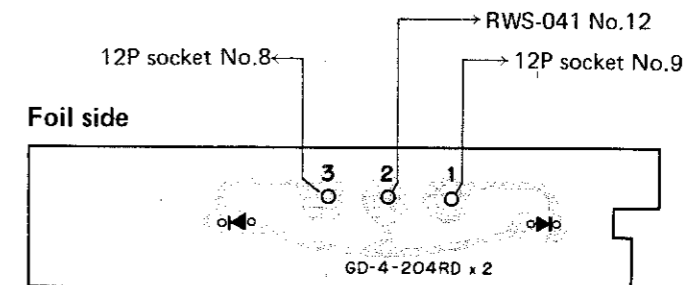 RWS-041 No.12
12P socket No.8
12P socket No.9
Foil side
3 2 1
GD-4-204RD x 2